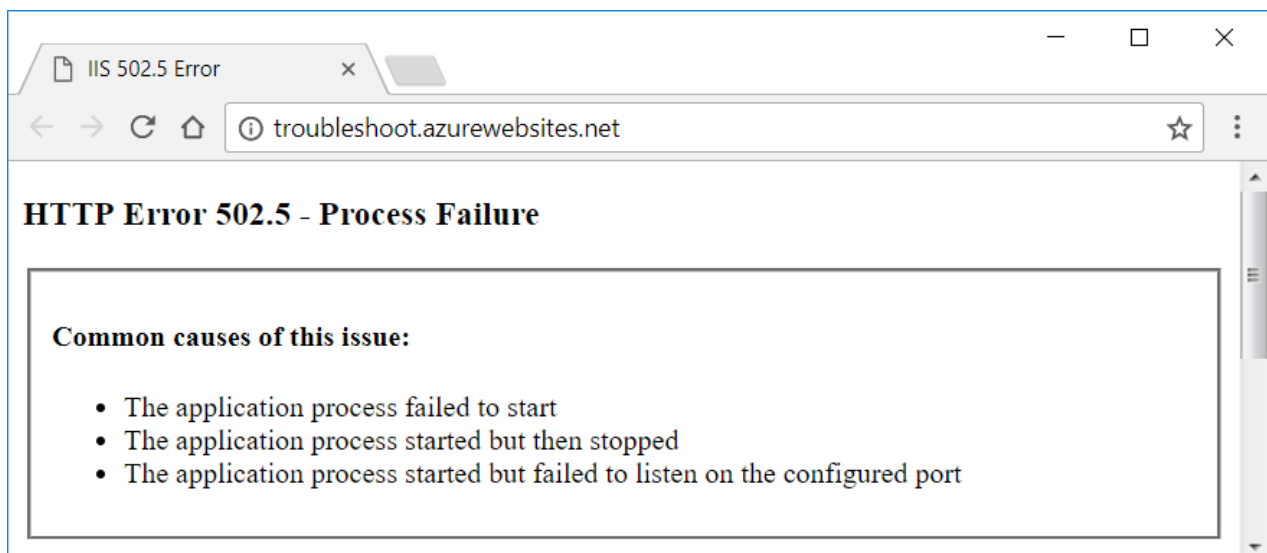 IIS 502.5 Error
troubleshoot.azurewebsites.net
HTTP Error 502.5 - Process Failure
Common causes of this issue:
• The application process failed to start
• The application process started but then stopped
• The application process started but failed to listen on the configured port